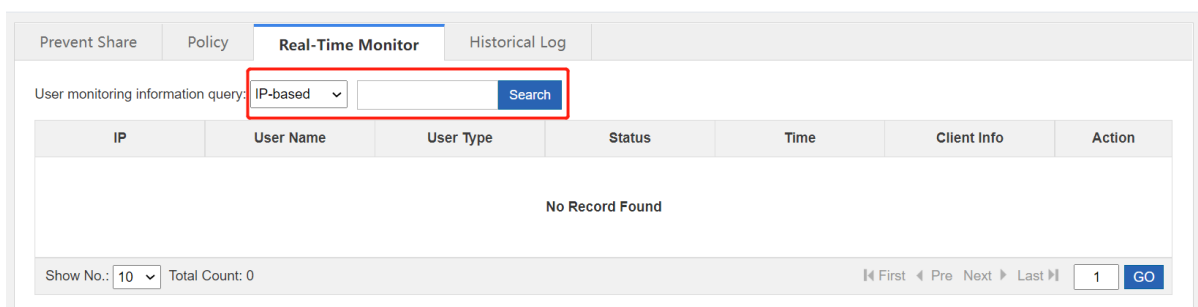 Prevent Share Policy Real-Time Monitor Historical Log
User monitoring information query: IP-based Search
IP User Name User Type Status Time Client Info Action
No Record Found
Show No.: 10 Total Count: 0 First Pre Next Last 1 GO